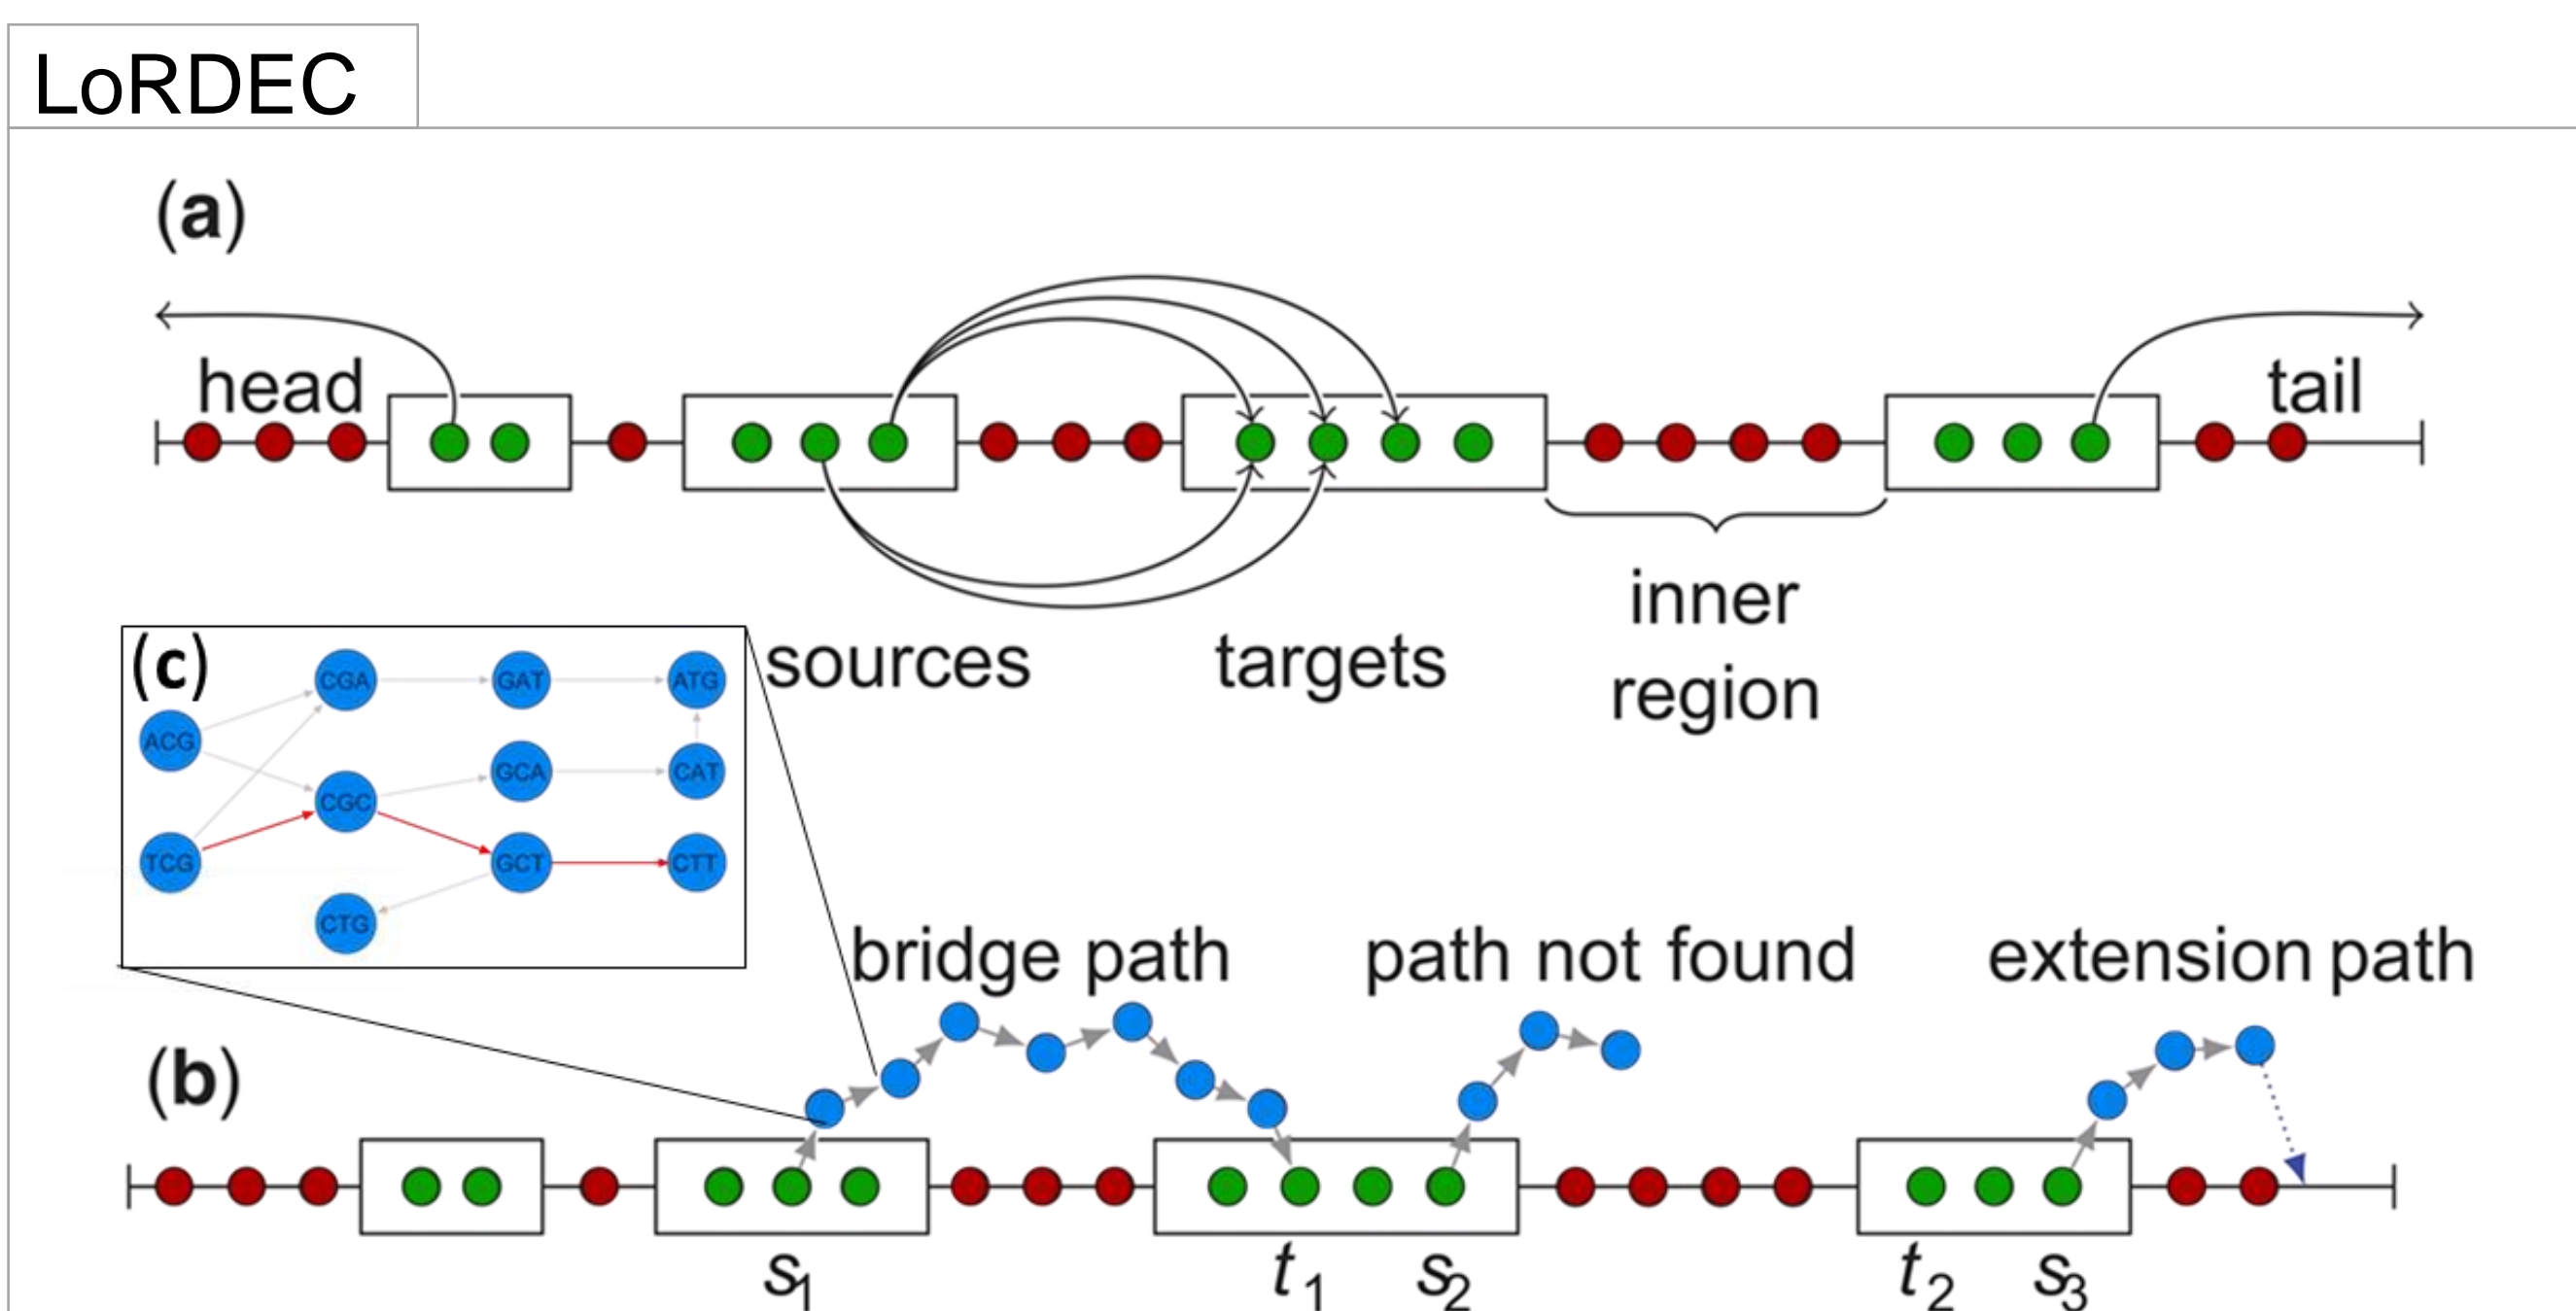 LoRDEC
(a)
head
tail
inner
region
sources
targets
(c)
CGA GAT ATG
ACG
GCA CAT
CGC
TCG GCT CTT
CTG
bridge path
path not found
extension path
(b)
s1 t1 s2 t2 s3